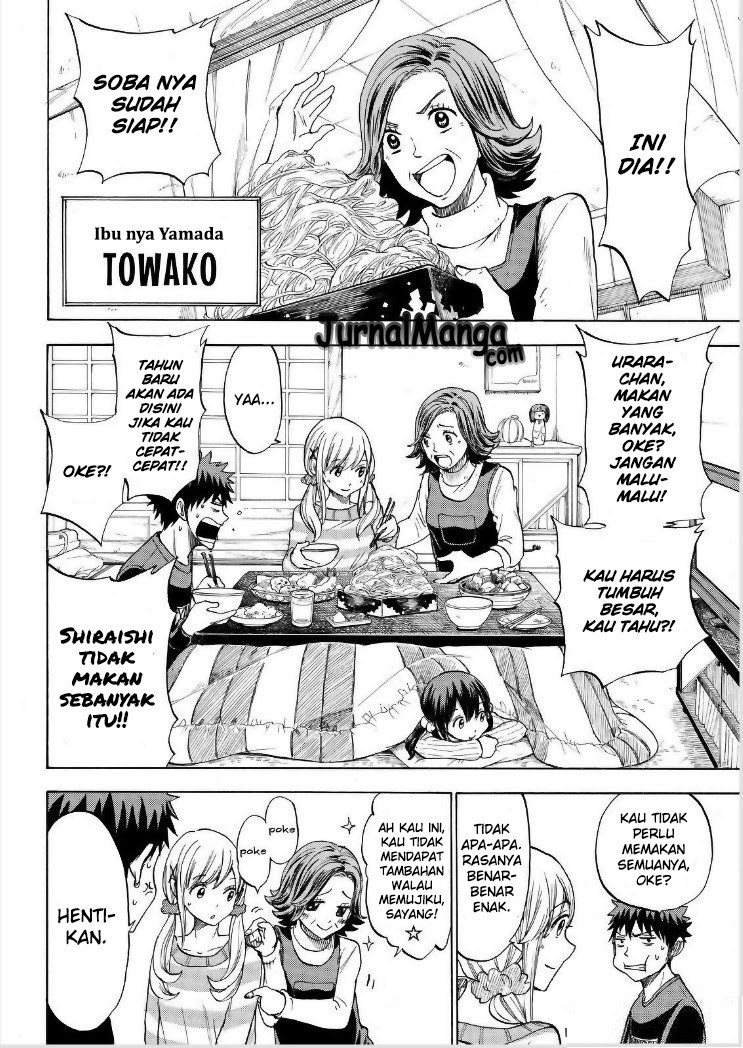 INI
DIA!!
SOBA NYA
SUDAH
SIAP!!
Ibu nya Yamada
TOWAKO
JurnalManga
com
URARA-
CHAN,
MAKAN
YANG
BANYAK,
OKE?
JANGAN
MALU-
MALU!
KAU HARUS
TUMBUH
BESAR,
KAU TAHU?!
YAA...
TAHUN
BARU
AKAN ADA
DISINI
JIKA KAU
TIDAK
CEPAT-
CEPAT!!
OKE?!
SHIRAISHI
TIDAK
MAKAN
SEBANYAK
ITU!!
KAU TIDAK
PERLU
MEMAKAN
SEMUANYA,
OKE?
TIDAK
APA-APA.
RASANYA
BENAR-
BENAR
ENAK.
AH KAU INI,
KAU TIDAK
MENDAPAT
TAMBAHAN
WALAU
MEMUJIKU,
SAYANG!
☆
poke
poke
HENTI-
KAN.
1